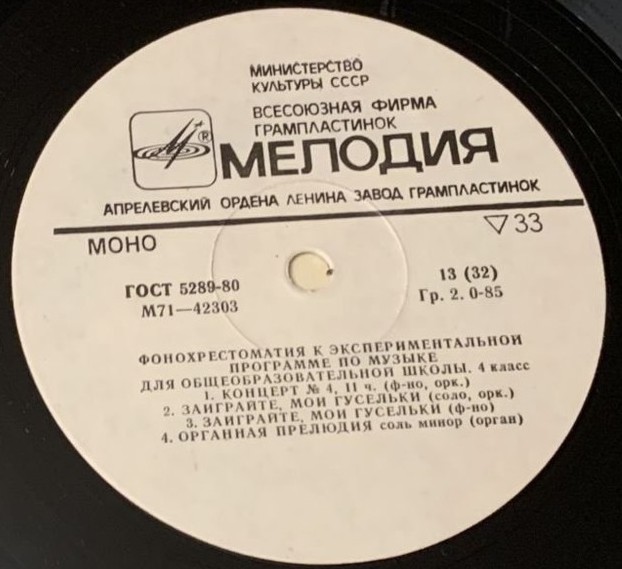 МИНИСТЕРСТВО
КУЛЬТУРЫ СССР
ВСЕСОЮЗНАЯ ФИРМА
ГРАМПЛАСТИНОК
®
МЕЛОДИЯ
АПРЕЛЕВСКИЙ ОРДЕНА ЛЕНИНА ЗАВОД ГРАМПЛАСТИНОК
МОНО
▽33
ГОСТ 5289-80
13 (32)
М71—42303
Гр. 2. 0-85
ФОНОХРЕСТОМАТИЯ К ЭКСПЕРИМЕНТАЛЬНОЙ
ПРОГРАММЕ ПО МУЗЫКЕ
ДЛЯ ОБЩЕОБРАЗОВАТЕЛЬНОЙ ШКОЛЫ. 4 класс
1. КОНЦЕРТ № 4, II ч. (ф-но, орк.)
2. ЗАИГРАЙТЕ, МОИ ГУСЕЛЬКИ (соло, орк.)
3. ЗАИГРАЙТЕ, МОИ ГУСЕЛЬКИ (ф-но)
4. ОРГАННАЯ ПРЕЛЮДИЯ соль минор (орган)